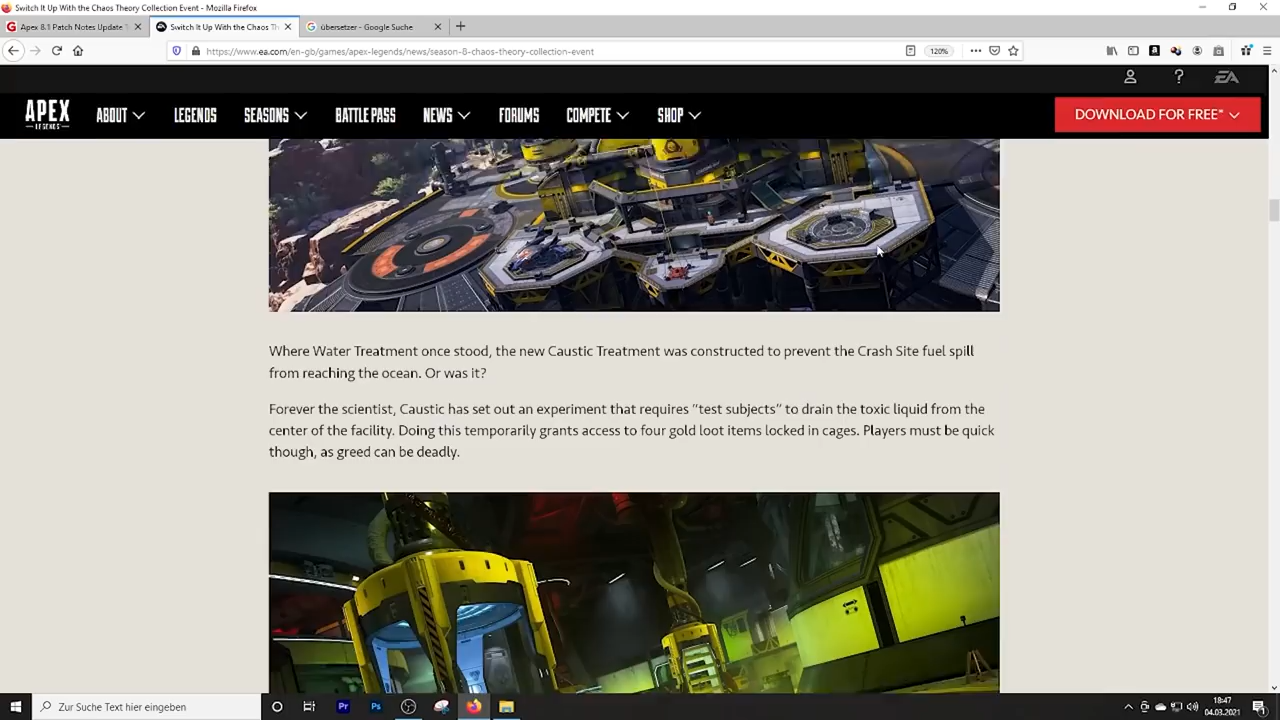 Switch It Up With the Chaos Theory Collection Event - Mozilla Firefox
Apex 8.1 Patch Notes Update
Switch It Up With the Chaos Th
übersetzer - Google Suche
https://www.ea.com/en-gb/games/apex-legends/news/season-8-chaos-theory-collection-event
120%
APEX
LEGENDS
ABOUT
LEGENDS
SEASONS
BATTLE PASS
NEWS
FORUMS
COMPETE
SHOP
DOWNLOAD FOR FREE*
Where Water Treatment once stood, the new Caustic Treatment was constructed to prevent the Crash Site fuel spill
from reaching the ocean. Or was it?
Forever the scientist, Caustic has set out an experiment that requires “test subjects” to drain the toxic liquid from the
center of the facility. Doing this temporarily grants access to four gold loot items locked in cages. Players must be quick
though, as greed can be deadly.
Zur Suche Text hier eingeben
Pr
Ps
18:47
04.03.2021